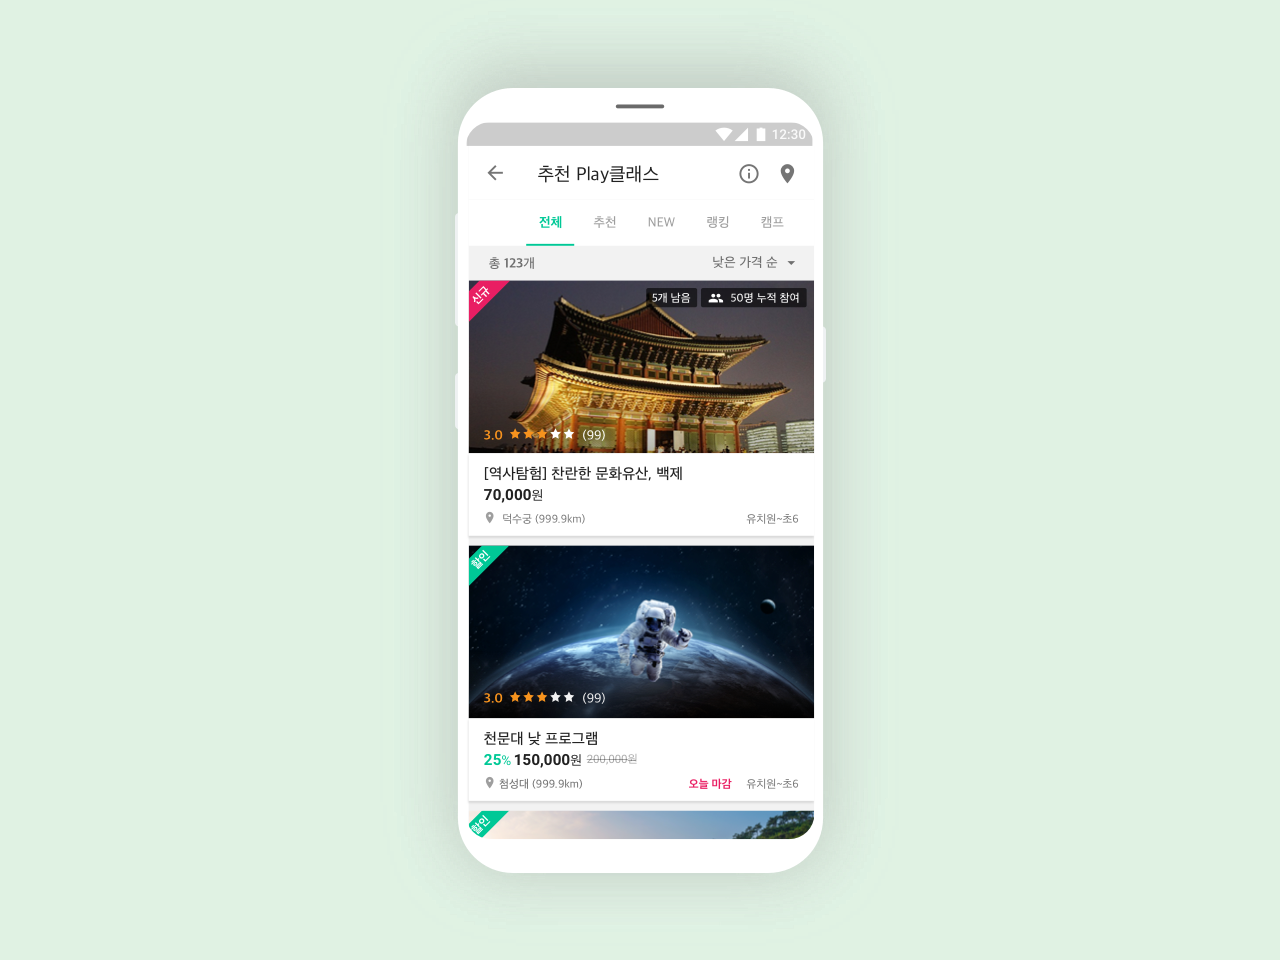 12:30
추천 Play클래스
전체 추천 NEW 랭킹 캠프
총 123개 낮은 가격 순
신규 5개 남음 50명 누적 참여
3.0 (99)
[역사탐험] 찬란한 문화유산, 백제
70,000원
덕수궁 (999.9km) 유치원~초6
할인
3.0 (99)
천문대 낮 프로그램
25% 150,000원 200,000원
첨성대 (999.9km) 오늘 마감 유치원~초6
할인